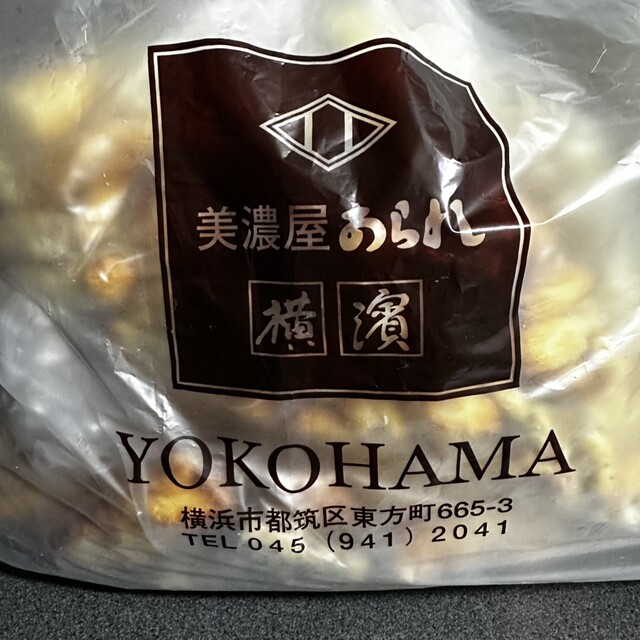 美濃屋あられ
横濱
YOKOHAMA
横浜市都筑区東方町665-3
TEL 045 (941) 2041